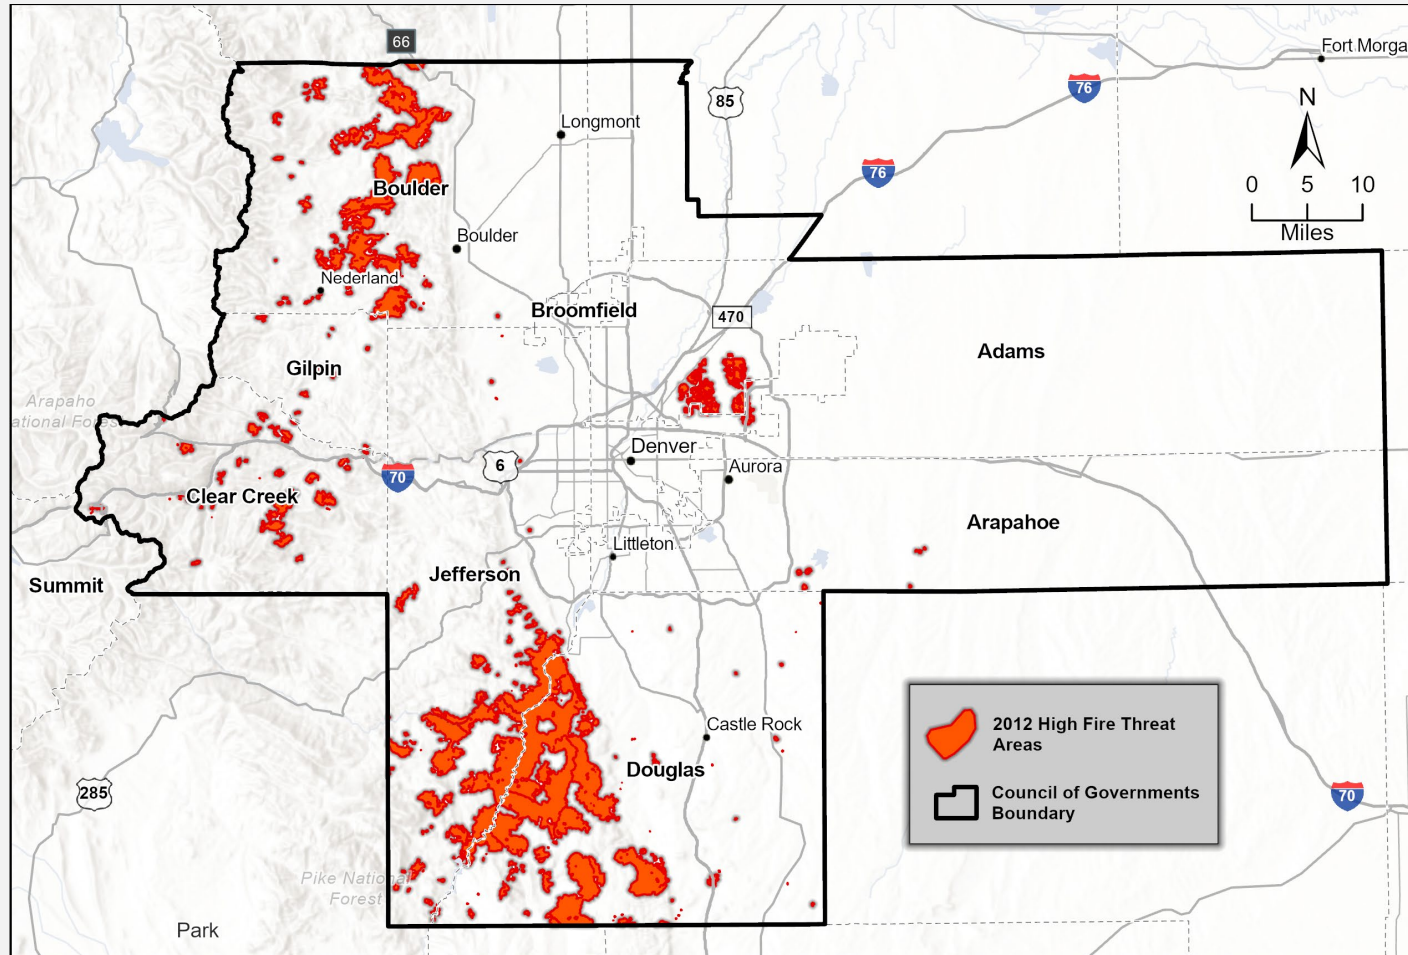 66
Fort Morga
76
85
N
Longmont
76
0 5 10
Miles
Boulder
Boulder
Nederland
Broomfield
470
Adams
Gilpin
Arapaho
ational Forest
Denver
6
Aurora
70
Clear Creek
Arapahoe
Littleton
Jefferson
Summit
2012 High Fire Threat
Areas
Castle Rock
Douglas
Council of Governments
Boundary
285
70
Pike National
Forest
Park